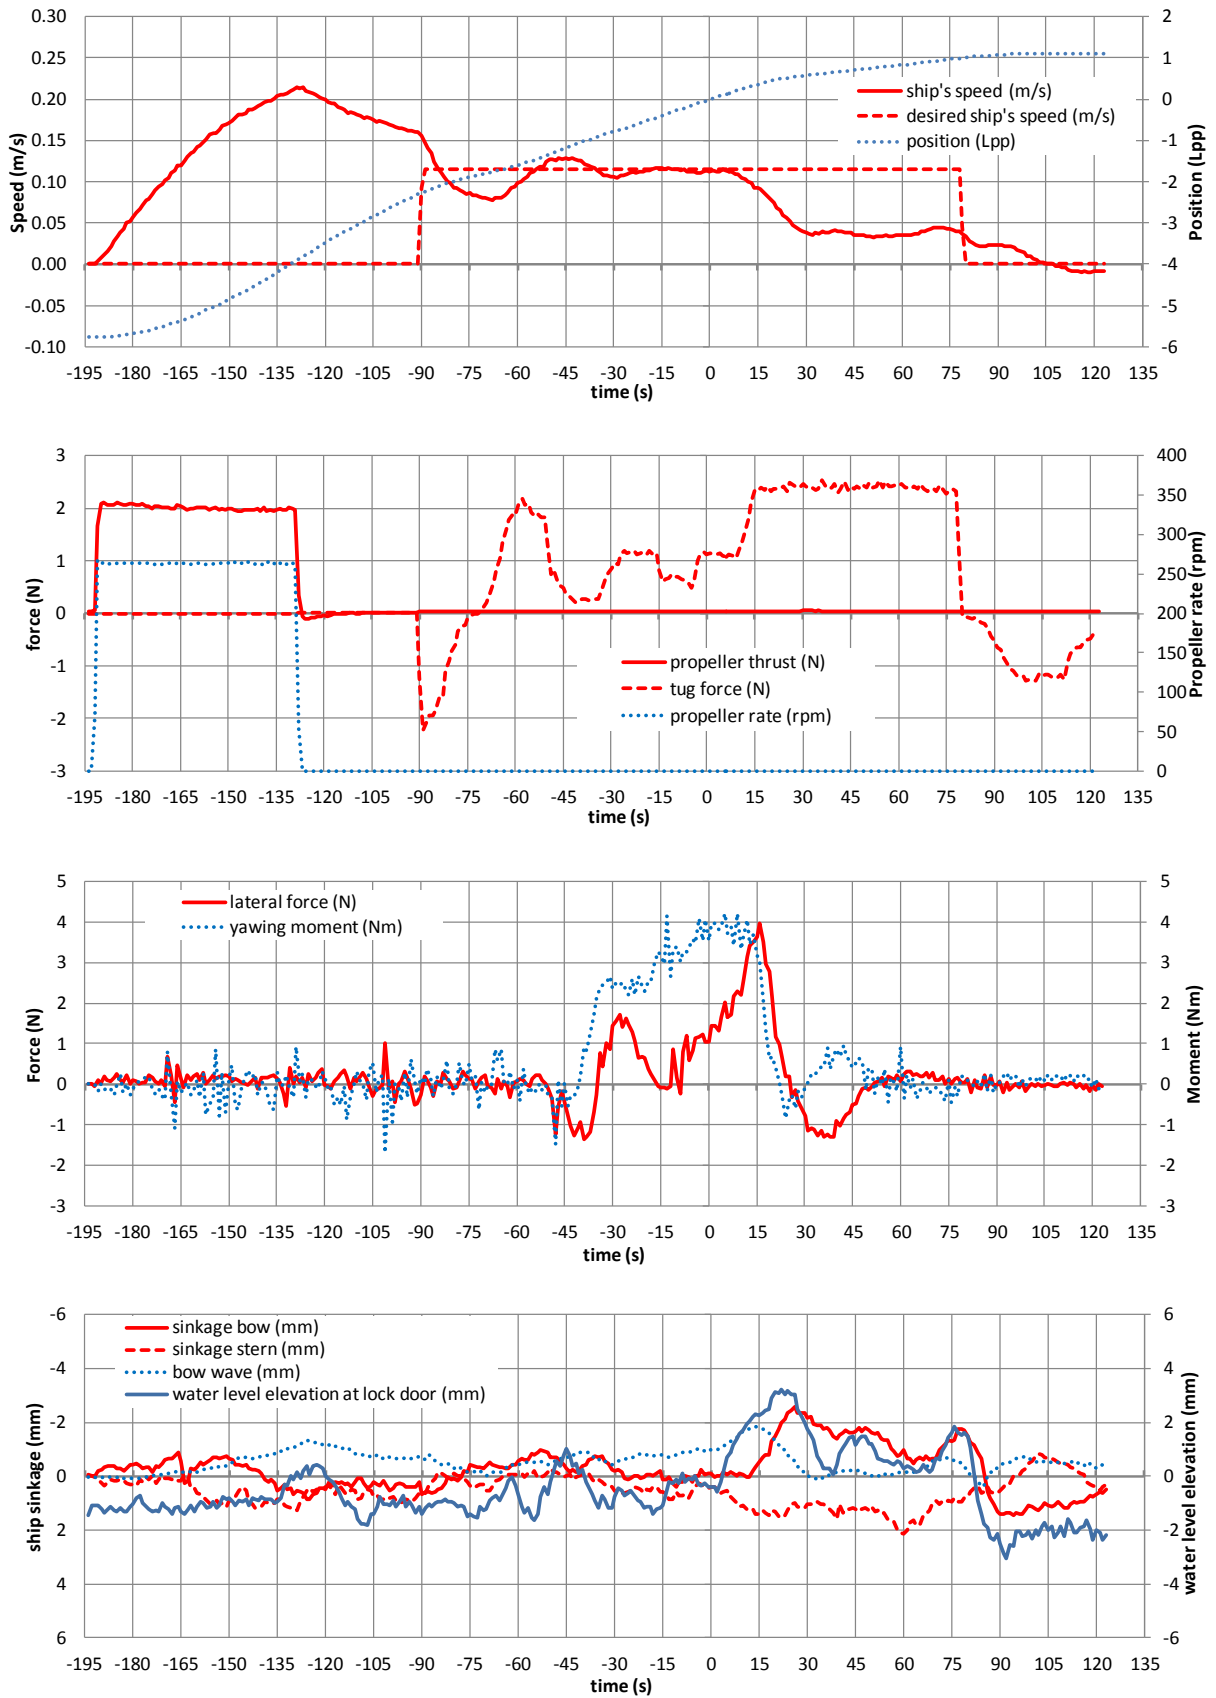 0.30
0.25
0.20
0.15
0.10
0.05
0.00
-0.05
-0.10
Speed (m/s)
2
1
0
-1
-2
-3
-4
-5
-6
Position (Lpp)
ship's speed (m/s)
desired ship's speed (m/s)
position (Lpp)
-195 -180 -165 -150 -135 -120 -105 -90 -75 -60 -45 -30 -15 0 15 30 45 60 75 90 105 120 135
time (s)
3
2
1
0
-1
-2
-3
force (N)
400
350
300
250
200
150
100
50
0
Propeller rate (rpm)
propeller thrust (N)
tug force (N)
propeller rate (rpm)
-195 -180 -165 -150 -135 -120 -105 -90 -75 -60 -45 -30 -15 0 15 30 45 60 75 90 105 120 135
time (s)
5
4
3
2
1
0
-1
-2
-3
Force (N)
5
4
3
2
1
0
-1
-2
-3
Moment (Nm)
lateral force (N)
yawing moment (Nm)
-195 -180 -165 -150 -135 -120 -105 -90 -75 -60 -45 -30 -15 0 15 30 45 60 75 90 105 120 135
time (s)
-6
-4
-2
0
2
4
6
ship sinkage (mm)
6
4
2
0
-2
-4
-6
water level elevation (mm)
sinkage bow (mm)
sinkage stern (mm)
bow wave (mm)
water level elevation at lock door (mm)
-195 -180 -165 -150 -135 -120 -105 -90 -75 -60 -45 -30 -15 0 15 30 45 60 75 90 105 120 135
time (s)